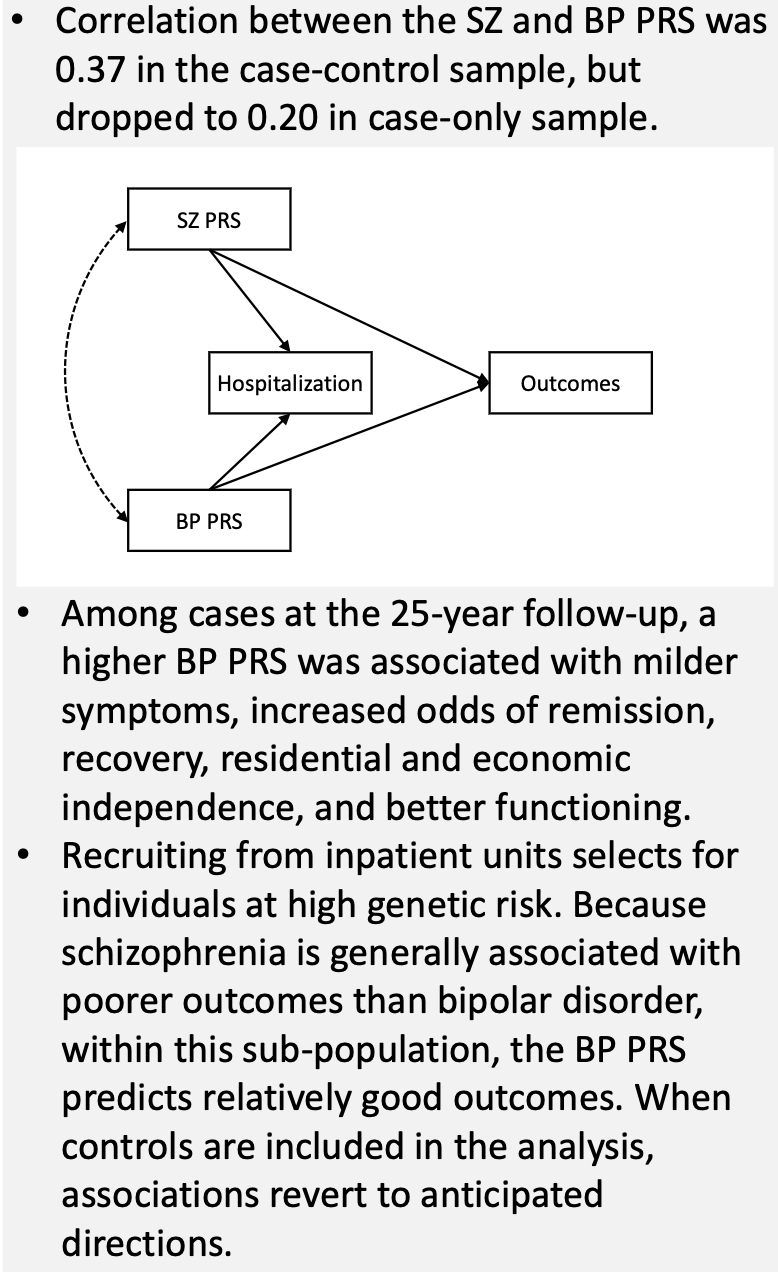 • Correlation between the SZ and BP PRS was
0.37 in the case-control sample, but
dropped to 0.20 in case-only sample.
SZ PRS
Hospitalization
Outcomes
BP PRS
• Among cases at the 25-year follow-up, a
higher BP PRS was associated with milder
symptoms, increased odds of remission,
recovery, residential and economic
independence, and better functioning.
• Recruiting from inpatient units selects for
individuals at high genetic risk. Because
schizophrenia is generally associated with
poorer outcomes than bipolar disorder,
within this sub-population, the BP PRS
predicts relatively good outcomes. When
controls are included in the analysis,
associations revert to anticipated
directions.